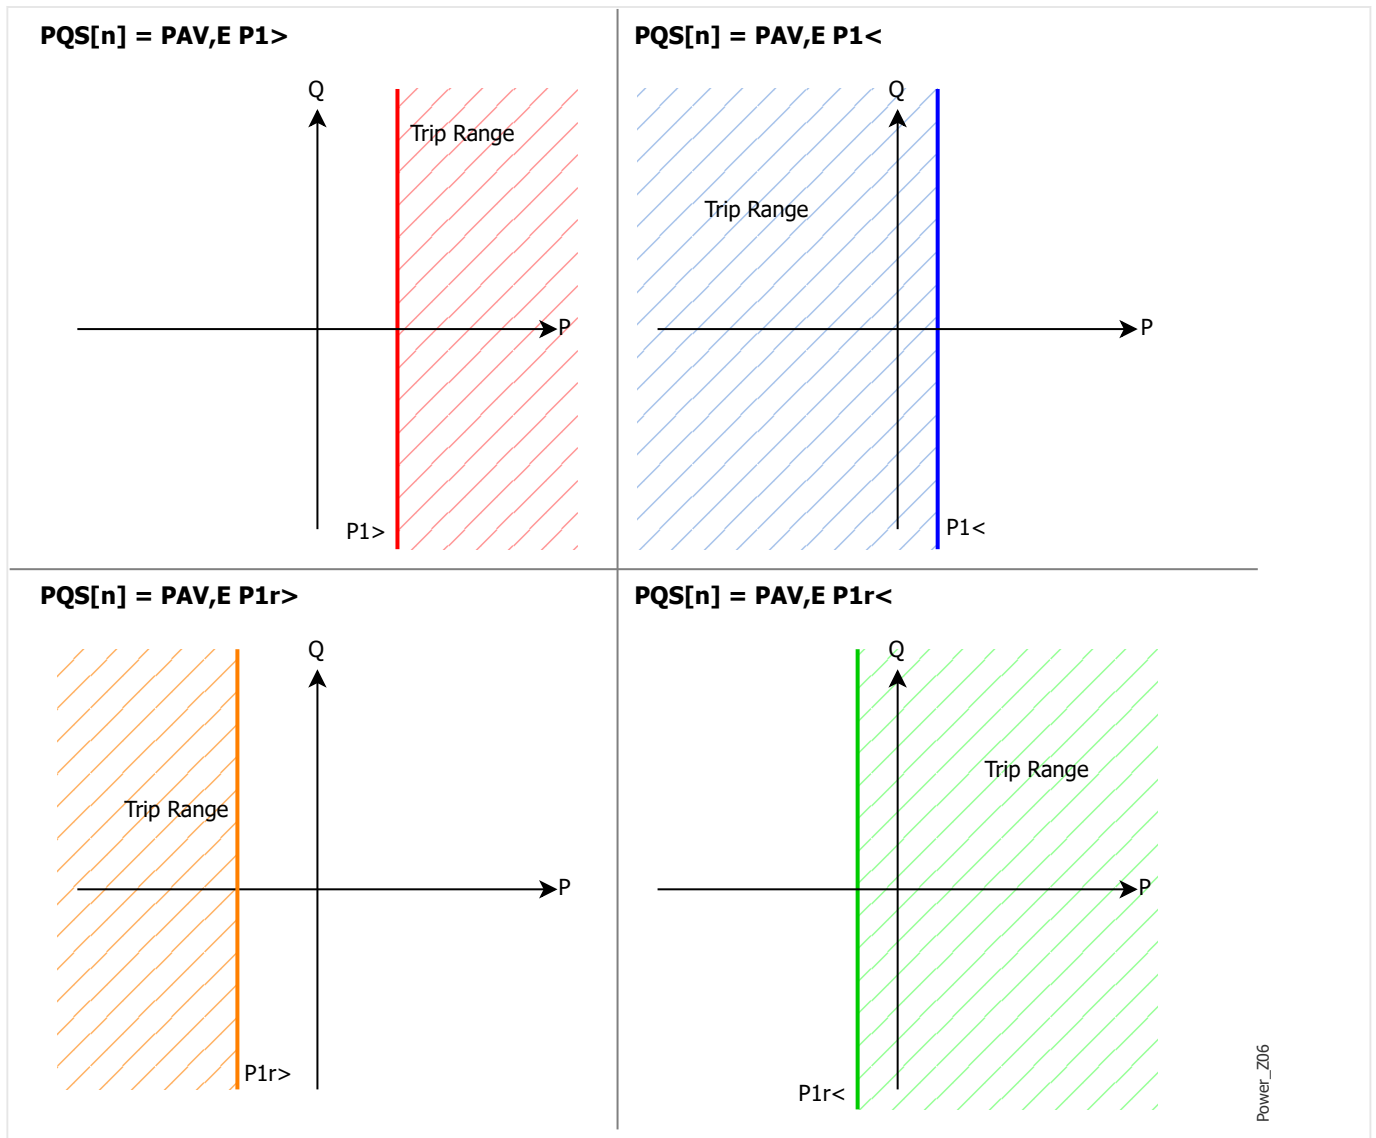 PQS[n] = PAV,E P1>
Q
Trip Range
P
P1>
PQS[n] = PAV,E P1<
Q
Trip Range
P
P1<
PQS[n] = PAV,E P1r>
Q
Trip Range
P
P1r>
PQS[n] = PAV,E P1r<
Q
Trip Range
P
P1r<
Power_Z06